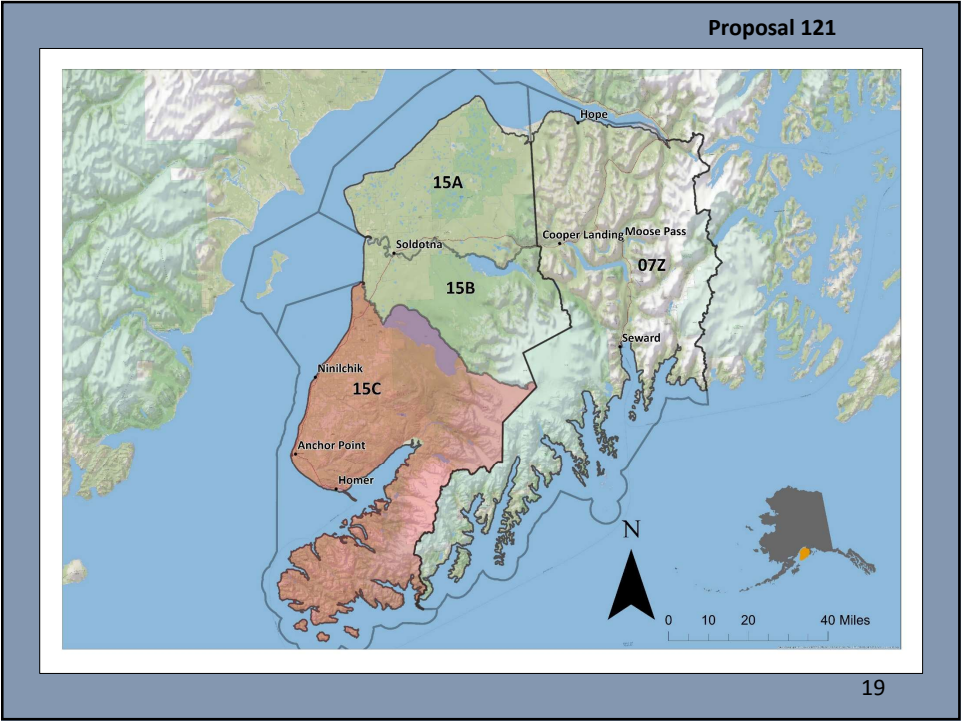 Proposal 121
Hope
15A
Cooper Landing Moose Pass
Soldotna
07Z
15B
Seward
Ninilchik
15C
Anchor Point
Homer
N
0 10 20 40 Miles
19